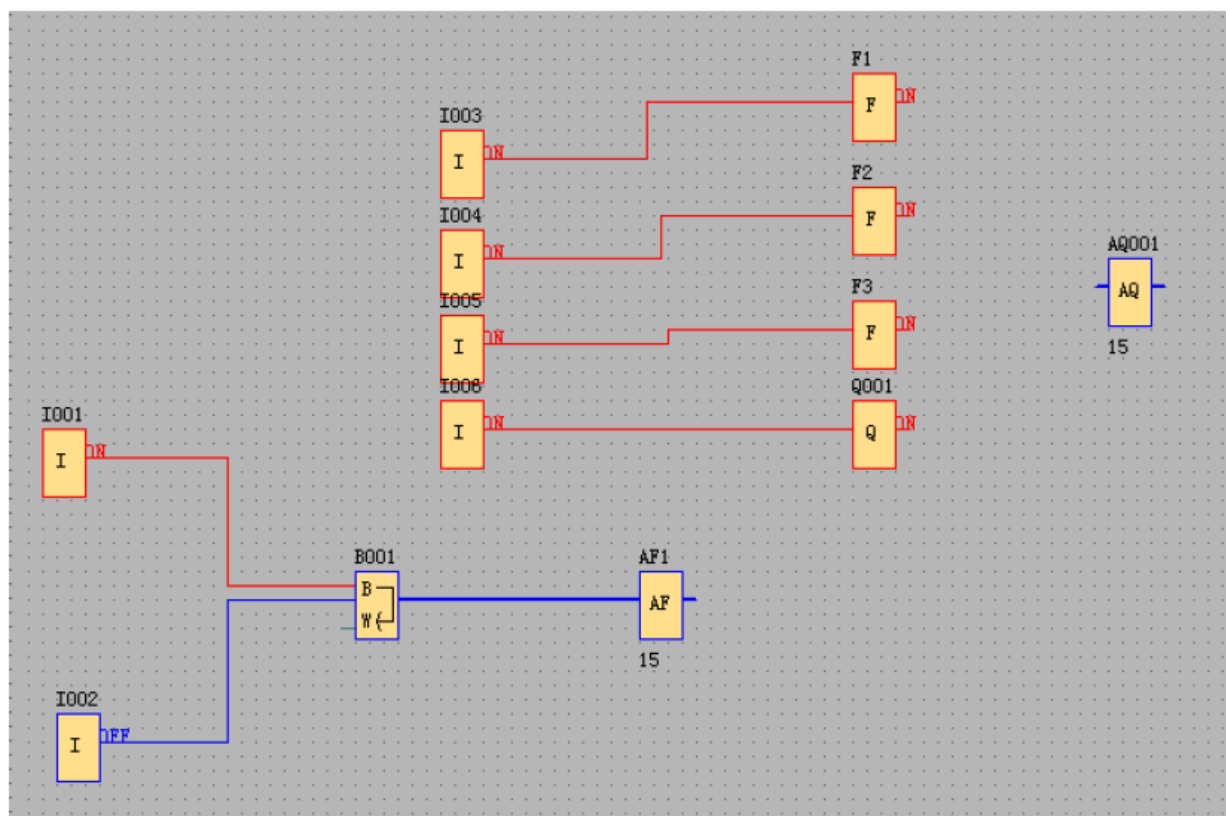 F1
F
ON
I003
I
ON
F2
F
ON
I004
I
ON
AQ001
AQ
15
F3
F
ON
I005
I
ON
Q001
Q
ON
I006
I
ON
I001
I
ON
B001
B
W
AF1
AF
15
I002
I
OFF